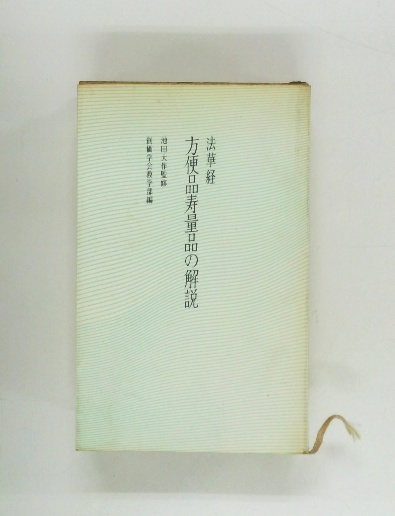 法華経
方便品寿量品の解説
池田大作監修
創価学会教学部編